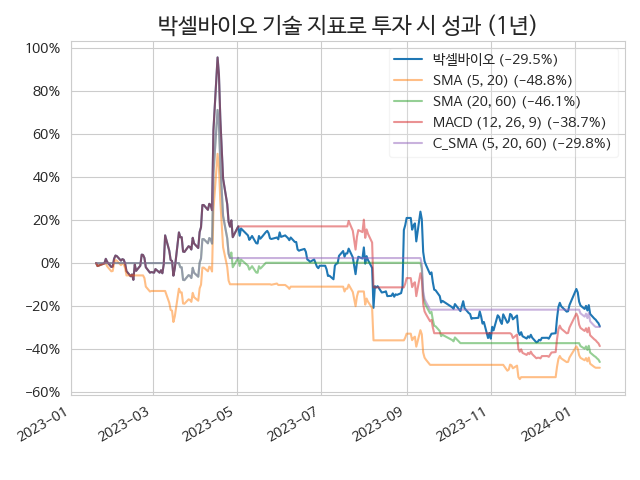 박셀바이오 기술 지표로 투자 시 성과 (1년)
100%
80%
60%
40%
20%
0%
−20%
−40%
−60%
박셀바이오 (−29.5%)
SMA (5, 20) (−48.8%)
SMA (20, 60) (−46.1%)
MACD (12, 26, 9) (−38.7%)
C_SMA (5, 20, 60) (−29.8%)
2023−01
2023−03
2023−05
2023−07
2023−09
2023−11
2024−01